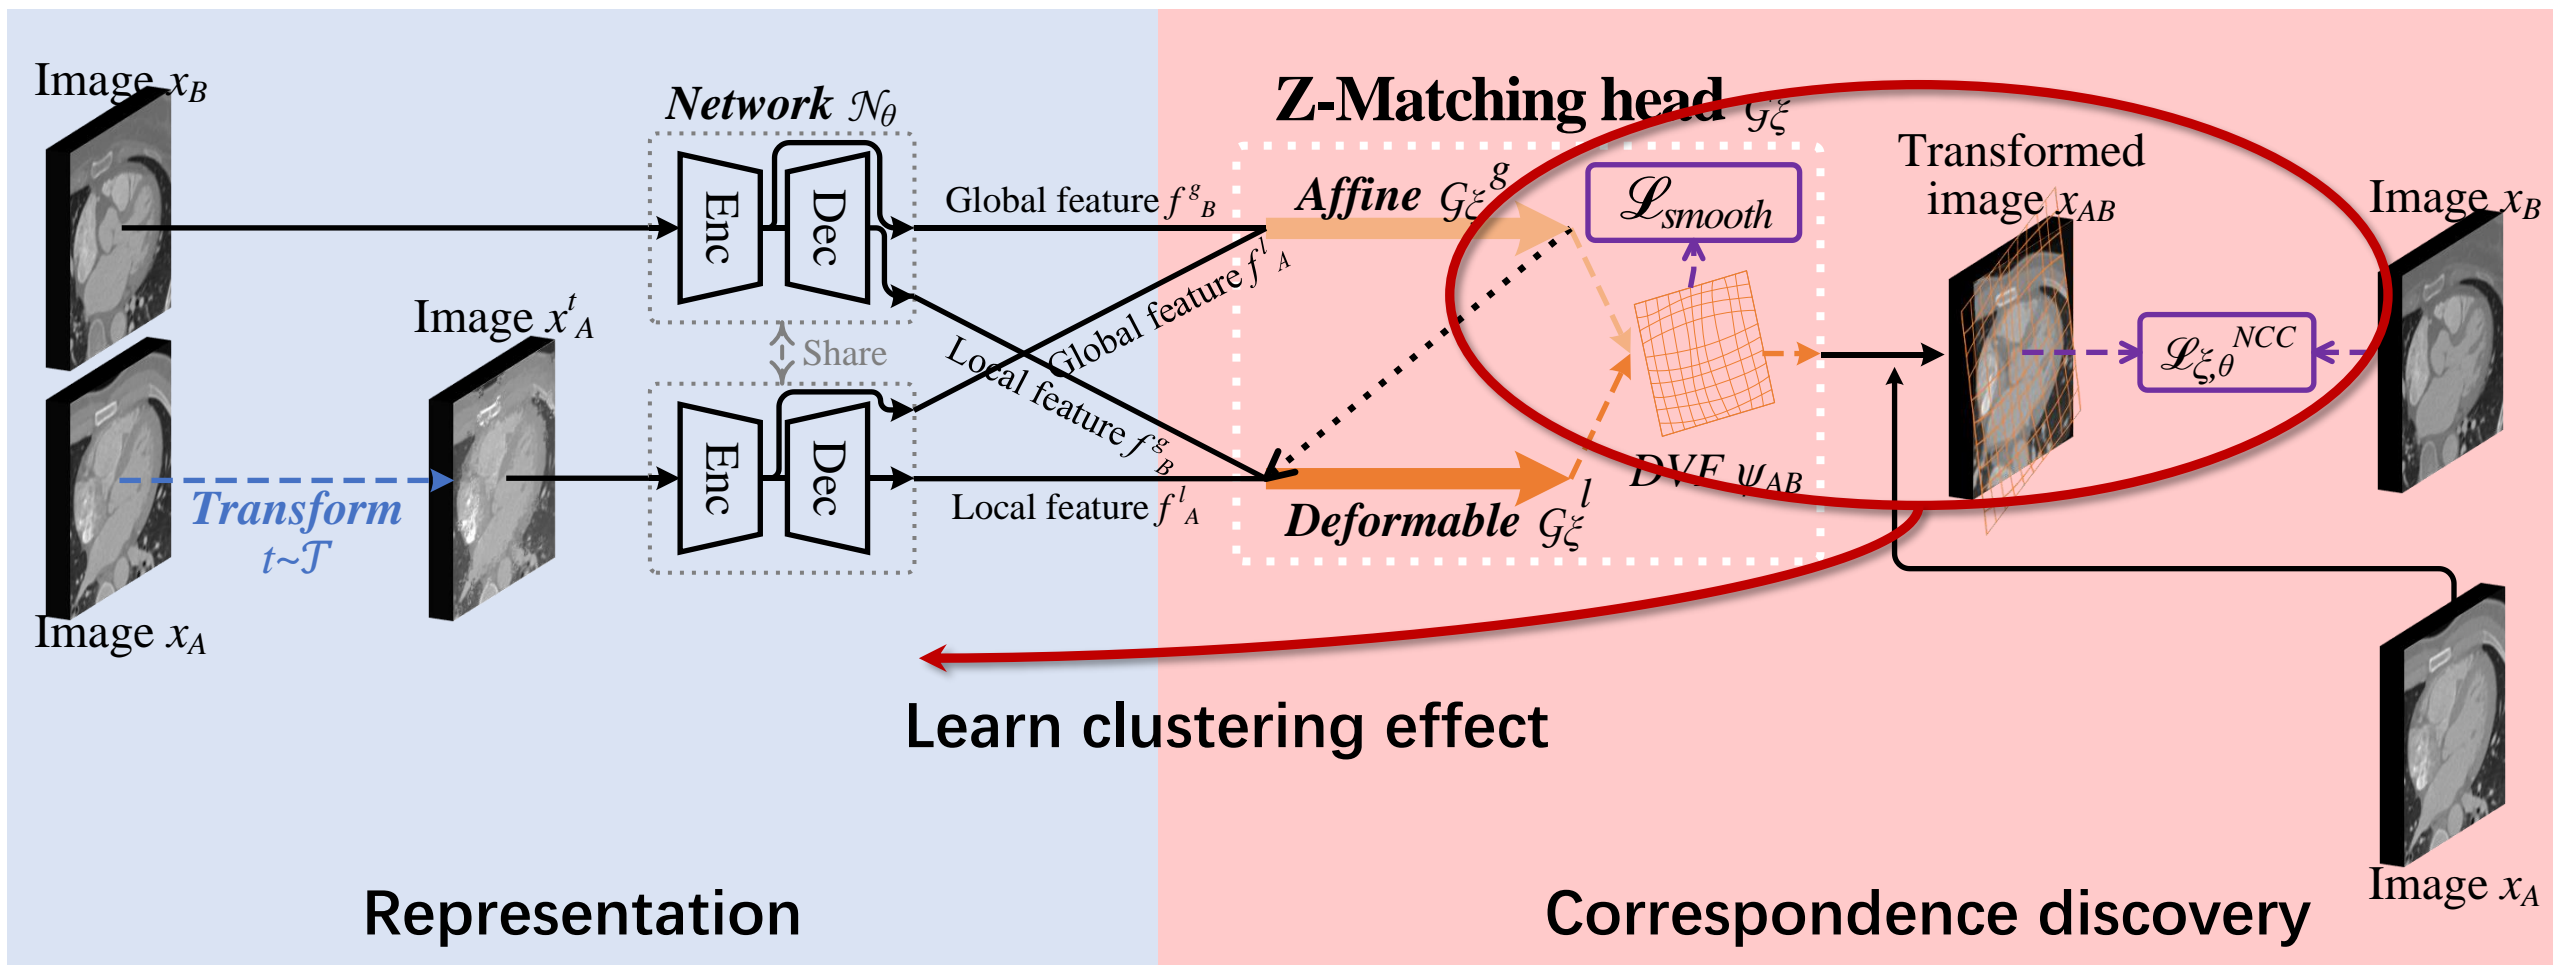 Image x_B
Network 𝒩_θ
Z-Matching head 𝒢_ξ
Enc
Dec
Global feature f^g_B
Affine 𝒢_ξ^g
ℒ_smooth
Transformed
image x_AB
Image x_B
Image x^t_A
Share
Global feature f^l_A
Local feature f^g_B
ℒ_ξ,θ^NCC
Enc
Dec
DVF ψ_AB
Transform
t~𝒯
Local feature f^l_A
Deformable 𝒢_ξ^l
Image x_A
Learn clustering effect
Image x_A
Representation
Correspondence discovery